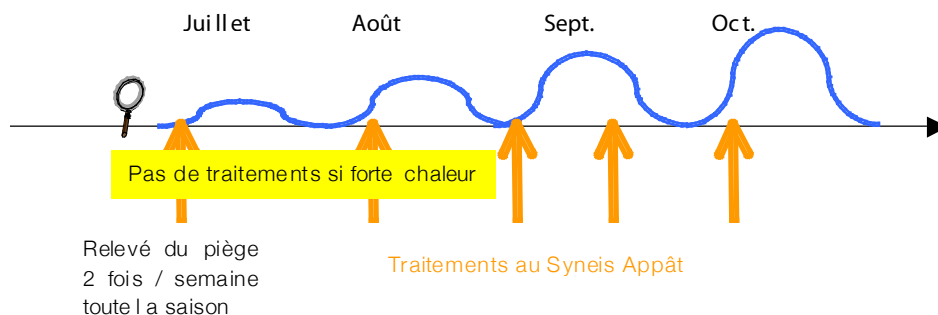 Juillet Août Sept. Oct.
Pas de traitements si forte chaleur
Relevé du piège
2 fois / semaine
toute la saison
Traitements au Syneis Appât